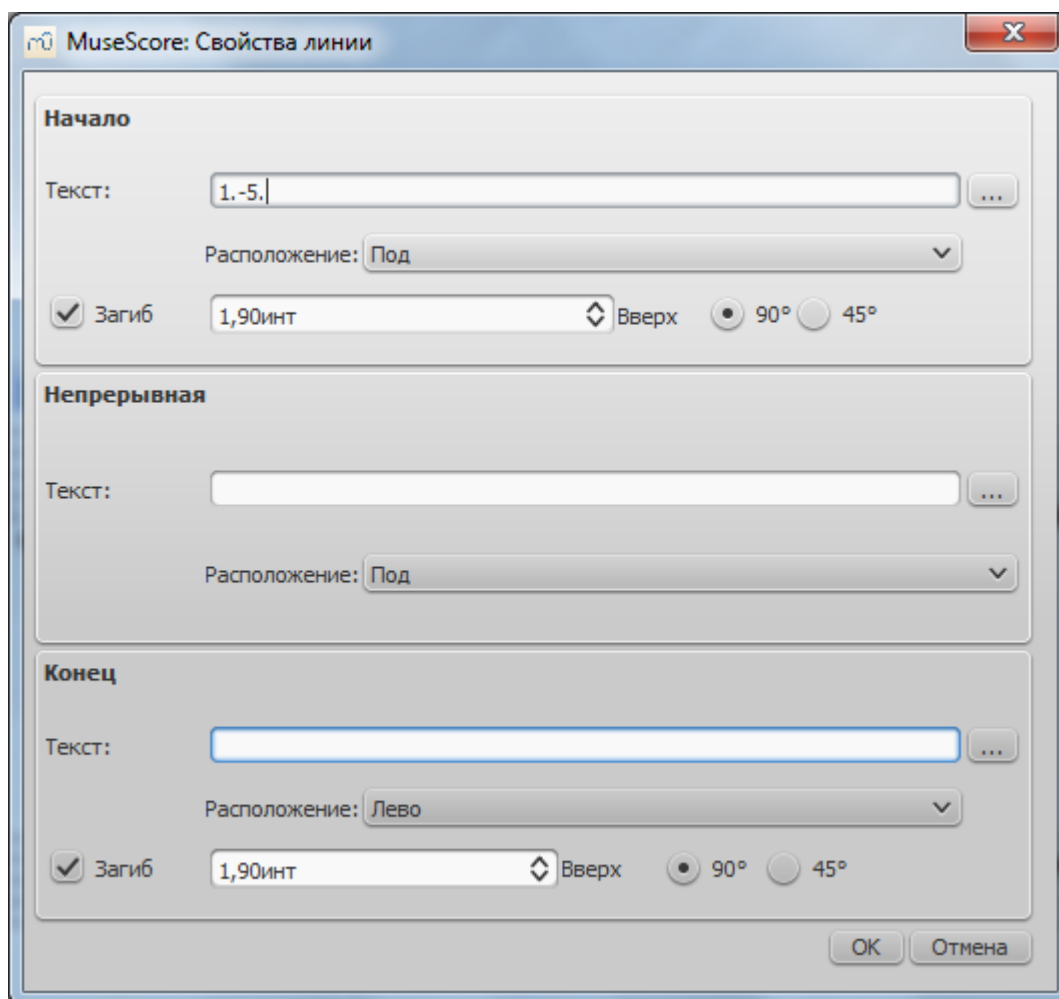 MuseScore: Свойства линии
Начало
Текст: 1.-5. ...
Расположение: Под
Загиб 1,90инт Вверх 90° 45°
Непрерывная
Текст: ...
Расположение: Под
Конец
Текст: ...
Расположение: Лево
Загиб 1,90инт Вверх 90° 45°
OK Отмена